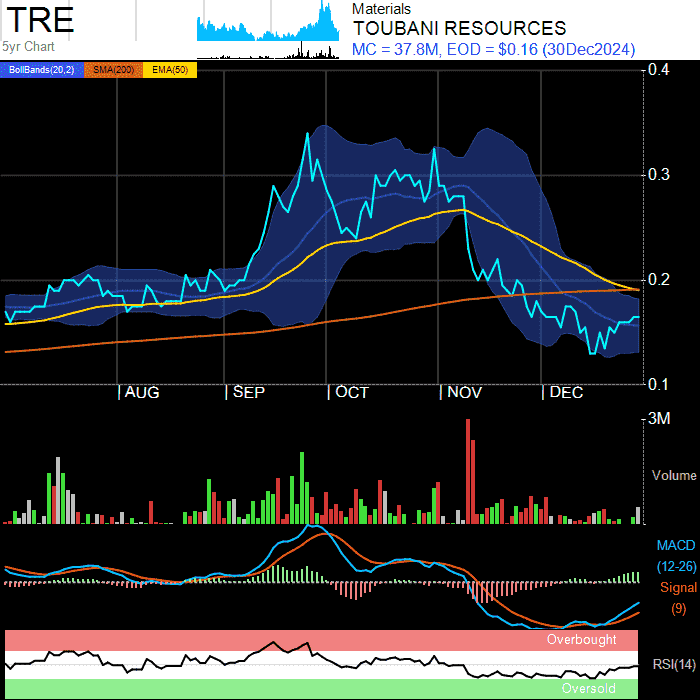 TRE
5yr Chart
Materials
TOUBANI RESOURCES
MC = 37.8M, EOD = $0.16 (30Dec2024)
BollBands(20,2) SMA(200) EMA(50)
0.4
0.3
0.2
0.1
AUG SEP OCT NOV DEC
3M
Volume
MACD
(12-26)
Signal
(9)
Overbought
RSI(14)
Oversold